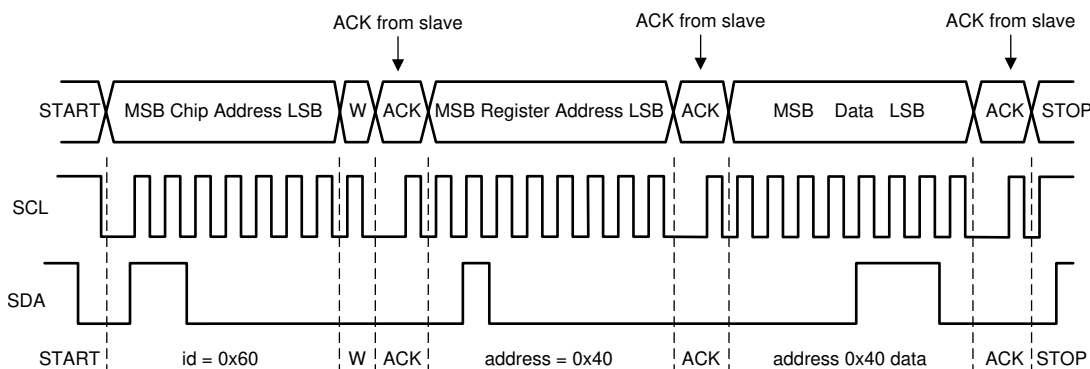 ACK from slave ACK from slave ACK from slave
START MSB Chip Address LSB W ACK MSB Register Address LSB ACK MSB Data LSB ACK STOP
SCL
SDA
START id = 0x60 W ACK address = 0x40 ACK address 0x40 data ACK STOP